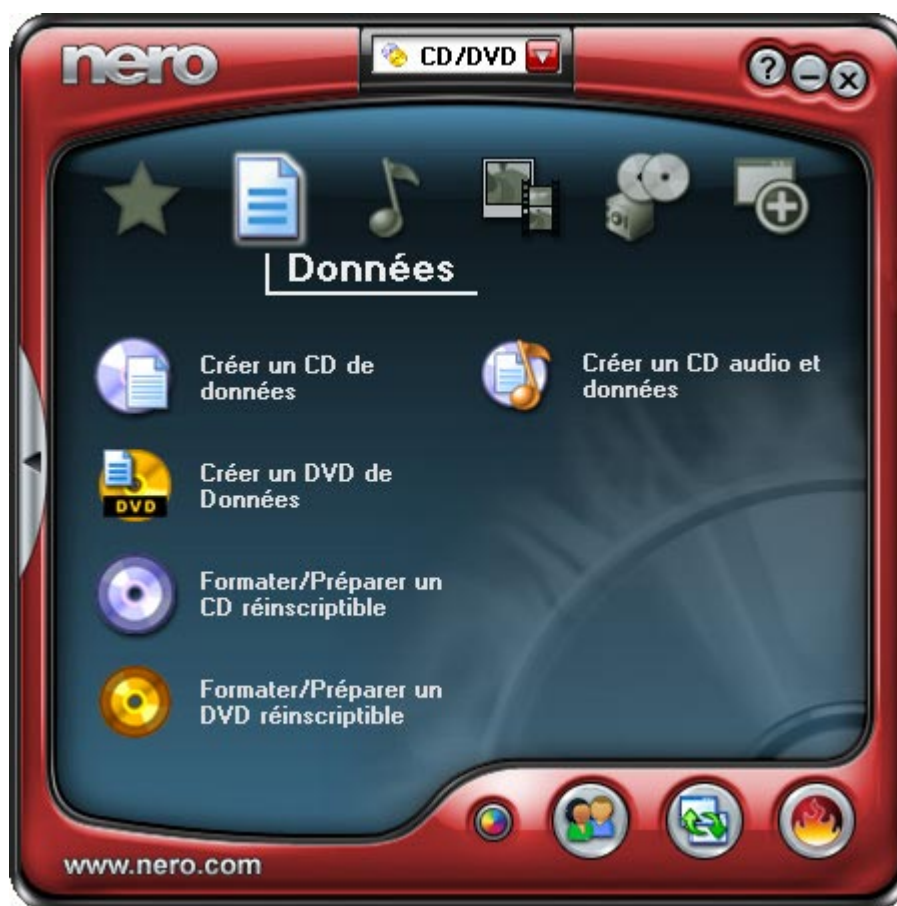 nero
CD/DVD
?
Données
Créer un CD de
données
Créer un CD audio et
données
Créer un DVD de
Données
DVD
Formater/Préparer un
CD réinscriptible
Formater/Préparer un
DVD réinscriptible
www.nero.com